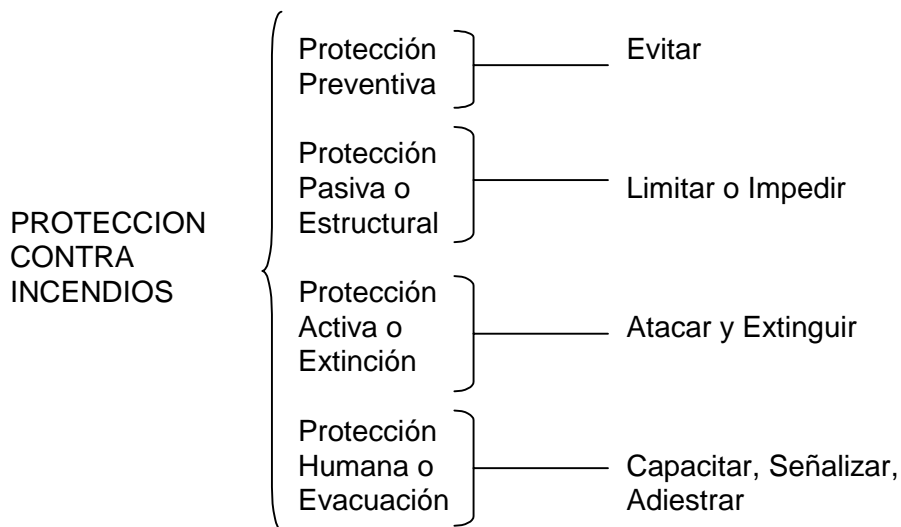 PROTECCION
CONTRA
INCENDIOS
Protección
Preventiva
Evitar
Protección
Pasiva o
Estructural
Limitar o Impedir
Protección
Activa o
Extinción
Atacar y Extinguir
Protección
Humana o
Evacuación
Capacitar, Señalizar,
Adiestrar